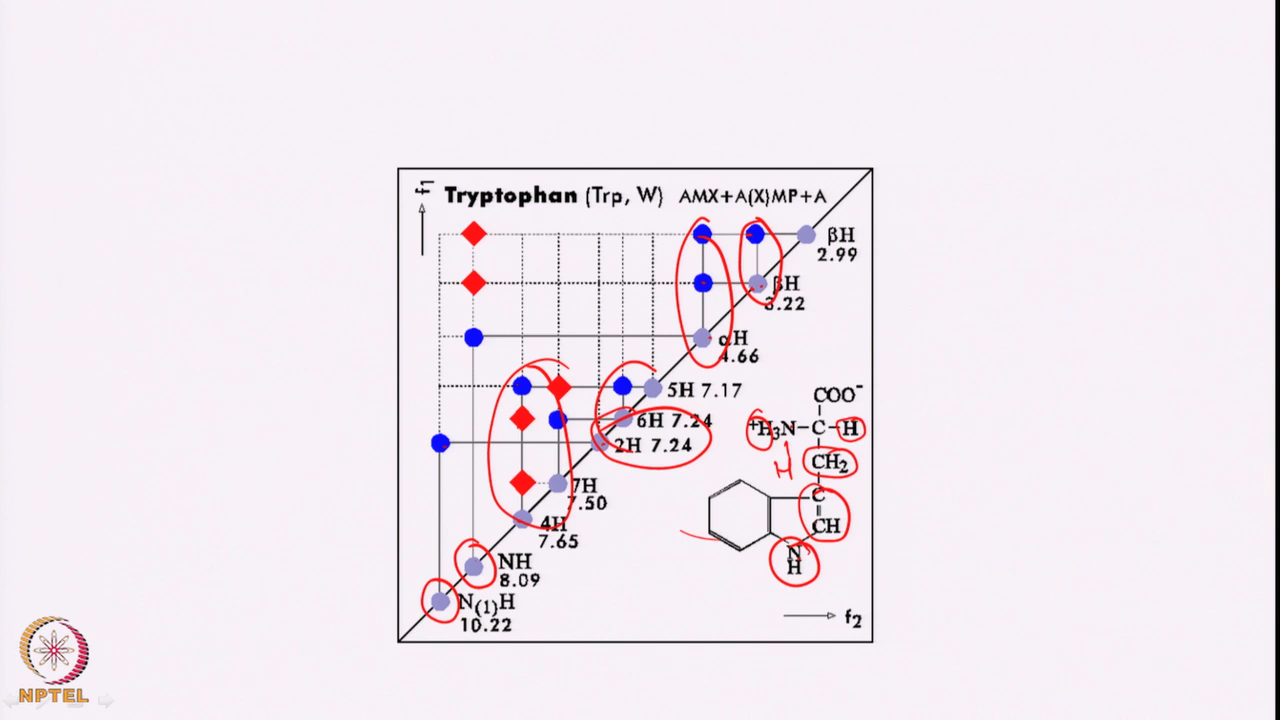 f1
Tryptophan (Trp, W) AMX+A(X)MP+A
βH
2.99
βH
3.22
αH
4.66
5H 7.17
6H 7.24
2H 7.24
7H
7.50
4H
7.65
NH
8.09
N(1)H
10.22
f2
COO⁻
⁺H₃N–C–H
H
CH₂
C
CH
N
H
NPTEL